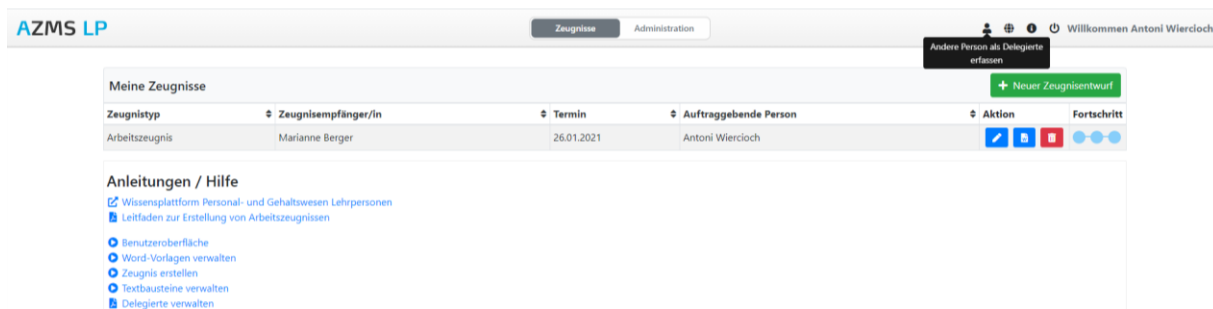 AZMS LP
Zeugnisse
Administration
Willkommen Antoni Wiercioch
Andere Person als Delegierte
erfassen
Meine Zeugnisse
Neuer Zeugnisentwurf
Zeugnistyp Zeugnisempfänger/in Termin Auftraggebende Person Aktion Fortschritt
Arbeitszeugnis Marianne Berger 26.01.2021 Antoni Wiercioch
Anleitungen / Hilfe
Wissensplattform Personal- und Gehaltswesen Lehrpersonen
Leitfaden zur Erstellung von Arbeitszeugnissen
Benutzeroberfläche
Word-Vorlagen verwalten
Zeugnis erstellen
Textbausteine verwalten
Delegierte verwalten